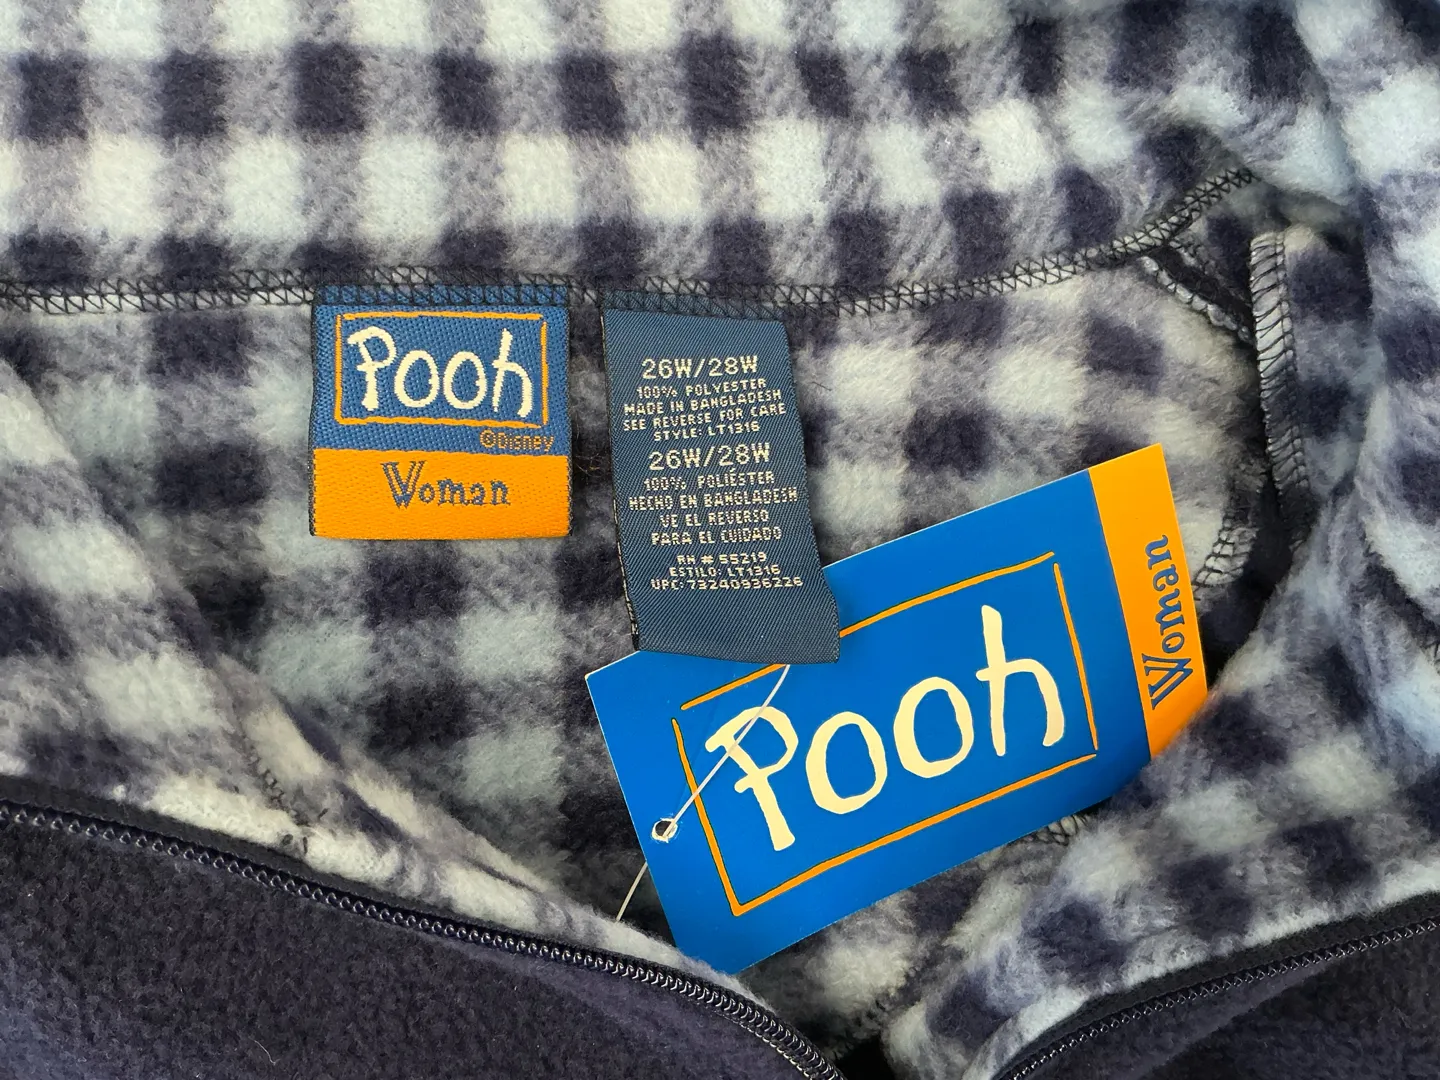 Pooh
©Disney
Woman
26W/28W
100% POLYESTER
MADE IN BANGLADESH
SEE REVERSE FOR CARE
STYLE: LT1316
26W/28W
100% POLIÉSTER
HECHO EN BANGLADESH
VE EL REVERSO
PARA EL CUIDADO
RN # 55219
ESTILO: LT1316
UPC: 73240936226
Pooh
Woman